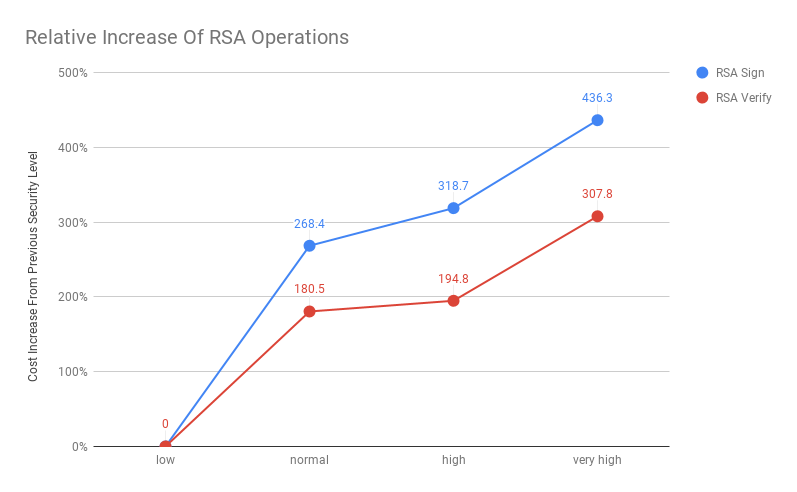 Relative Increase Of RSA Operations
RSA Sign
RSA Verify
Cost Increase From Previous Security Level
500%
400%
300%
200%
100%
0%
436.3
307.8
318.7
194.8
268.4
180.5
0
low
normal
high
very high